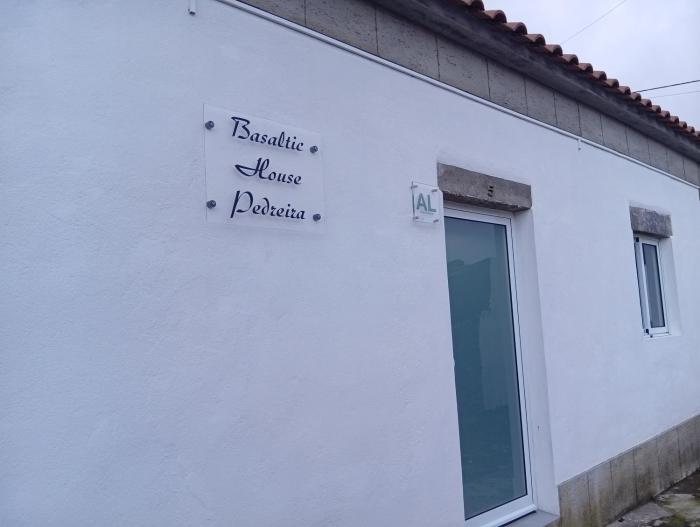 Basaltic
House
Pedreira
AL